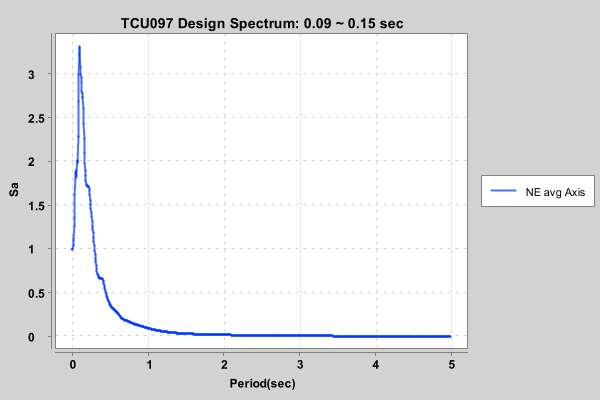 TCU097 Design Spectrum: 0.09 ~ 0.15 sec
3
2.5
2
1.5
1
0.5
0
Sa
0 1 2 3 4 5
Period(sec)
NE avg Axis